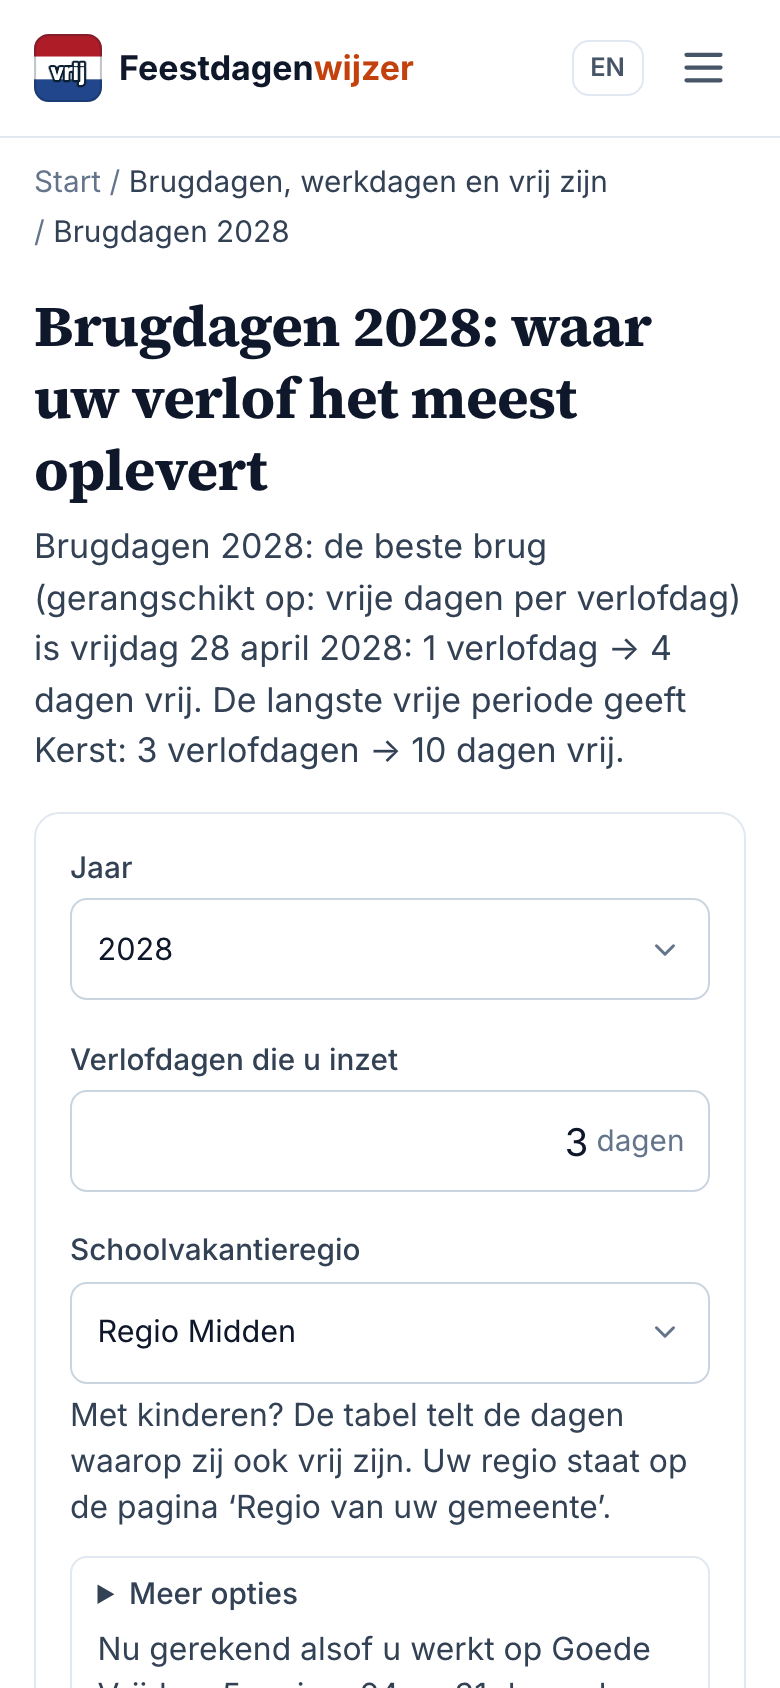 vrij Feestdagenwijzer EN
Start / Brugdagen, werkdagen en vrij zijn
/ Brugdagen 2028
Brugdagen 2028: waar
uw verlof het meest
oplevert
Brugdagen 2028: de beste brug
(gerangschikt op: vrije dagen per verlofdag)
is vrijdag 28 april 2028: 1 verlofdag → 4
dagen vrij. De langste vrije periode geeft
Kerst: 3 verlofdagen → 10 dagen vrij.
Jaar
2028
Verlofdagen die u inzet
3 dagen
Schoolvakantieregio
Regio Midden
Met kinderen? De tabel telt de dagen
waarop zij ook vrij zijn. Uw regio staat op
de pagina ‘Regio van uw gemeente’.
▶ Meer opties
Nu gerekend alsof u werkt op Goede